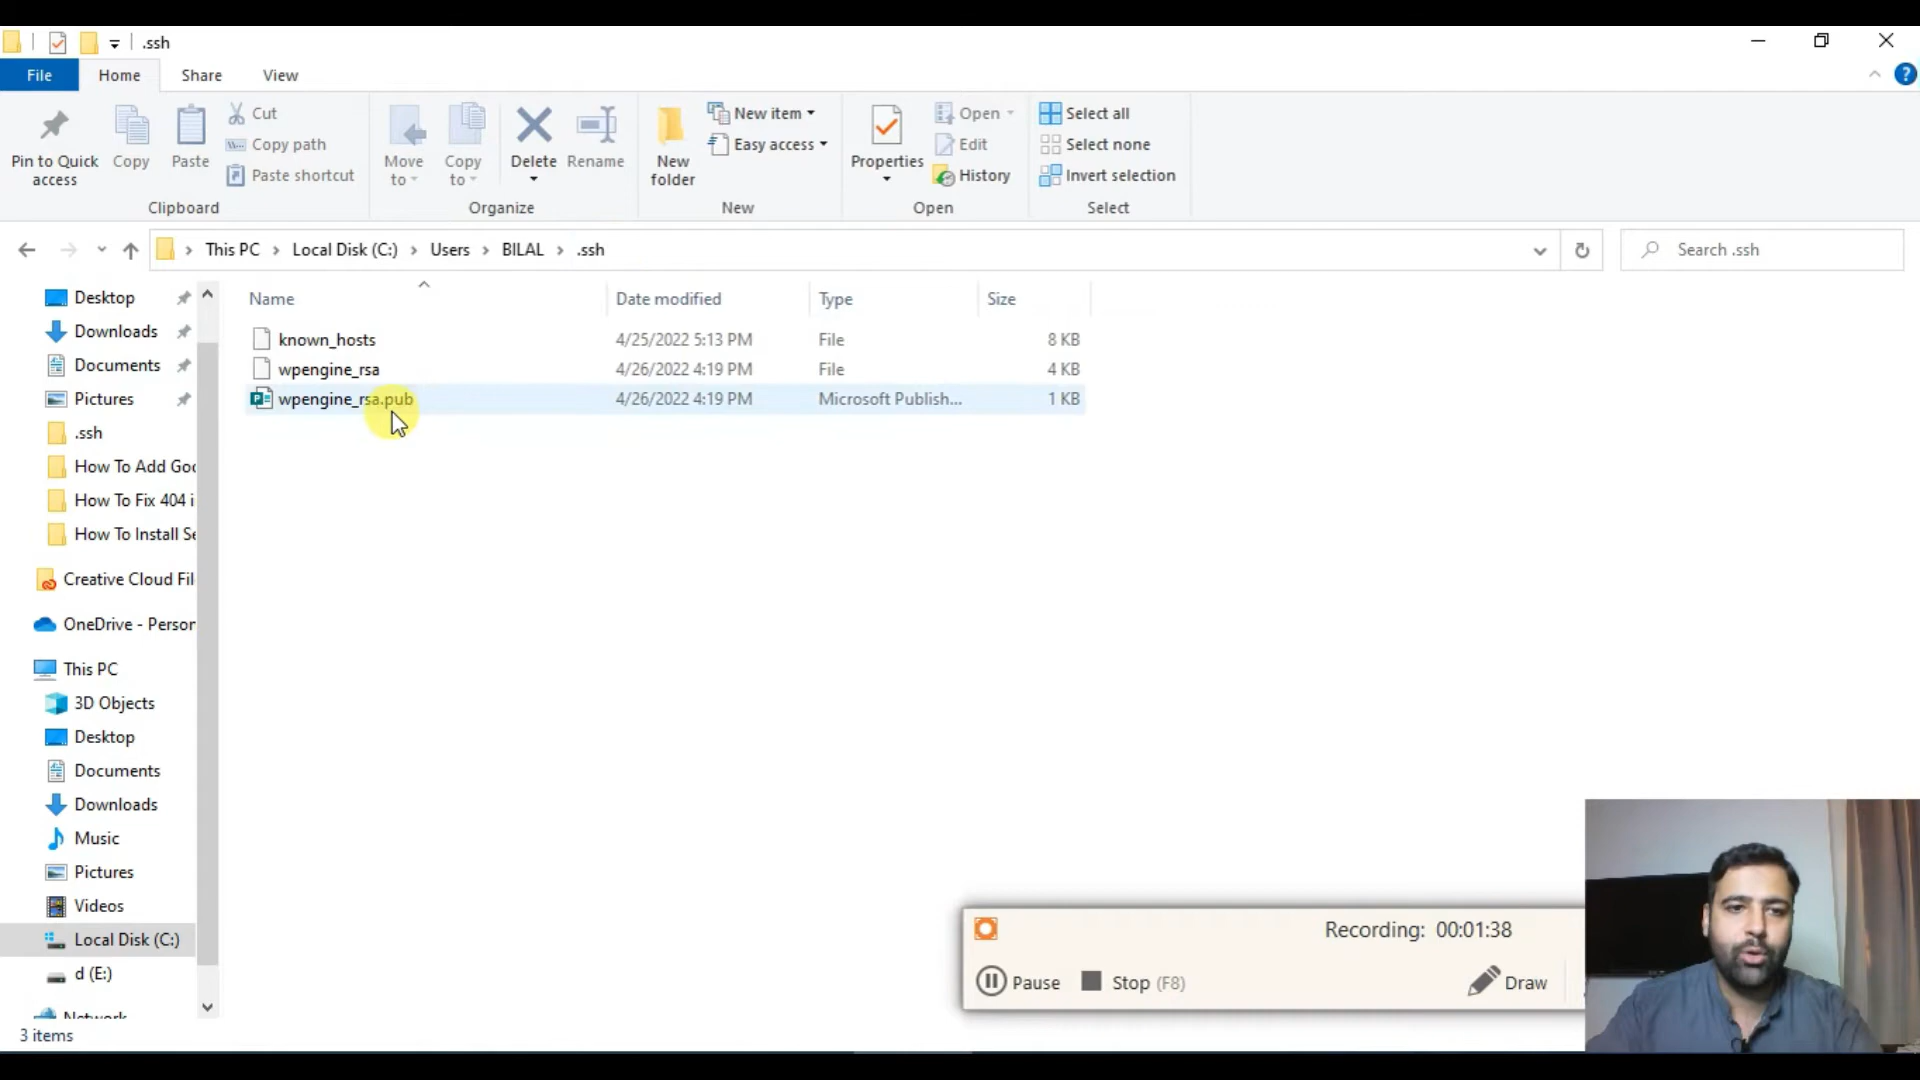 .ssh
File Home Share View
Pin to Quick access
Copy
Paste
Cut
Copy path
Paste shortcut
Clipboard
Move to
Copy to
Delete
Rename
Organize
New folder
New item
Easy access
New
Properties
Open
Edit
History
Open
Select all
Select none
Invert selection
Select
This PC Local Disk (C:) Users BILAL .ssh
Search .ssh
Name Date modified Type Size
known_hosts 4/25/2022 5:13 PM File 8 KB
wpengine_rsa 4/26/2022 4:19 PM File 4 KB
wpengine_rsa.pub 4/26/2022 4:19 PM Microsoft Publish... 1 KB
Desktop
Downloads
Documents
Pictures
.ssh
How To Add Goo
How To Fix 404 i
How To Install Se
Creative Cloud Fil
OneDrive - Person
This PC
3D Objects
Desktop
Documents
Downloads
Music
Pictures
Videos
Local Disk (C:)
d (E:)
Network
3 items
Recording: 00:01:38
Pause Stop (F8) Draw